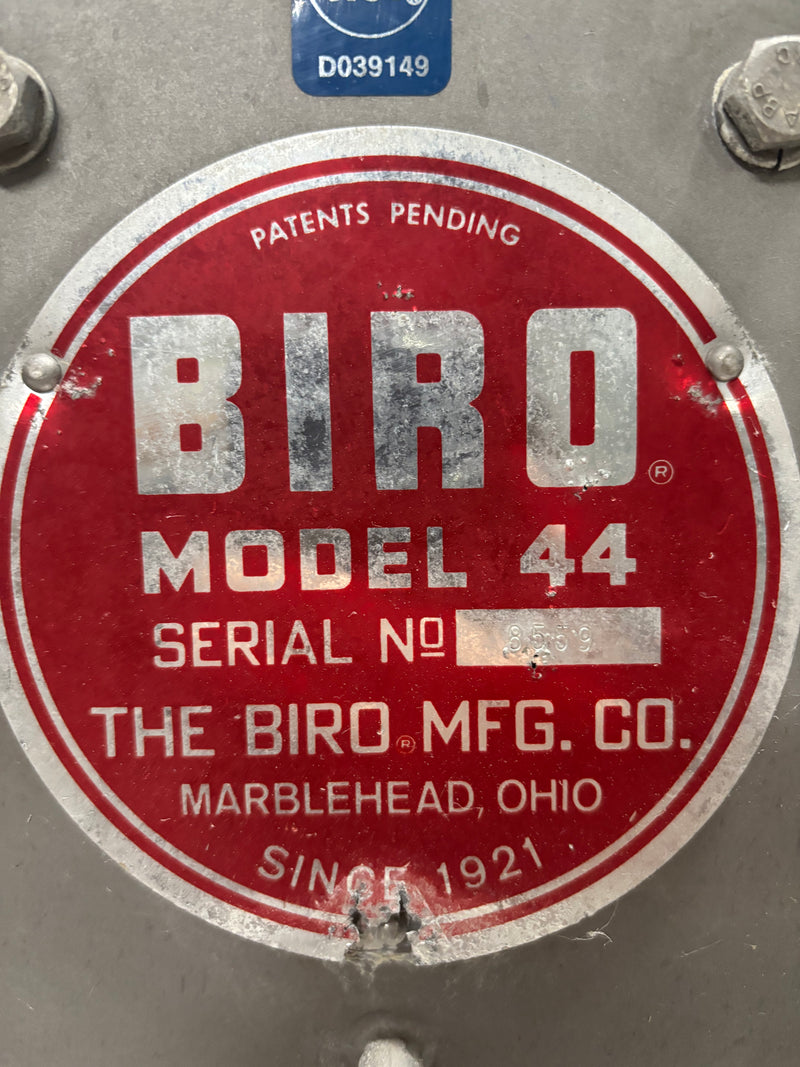 D039149
PATENTS PENDING
BIRO®
MODEL 44
SERIAL Nº 8559
THE BIRO® MFG. CO.
MARBLEHEAD, OHIO
SINCE 1921